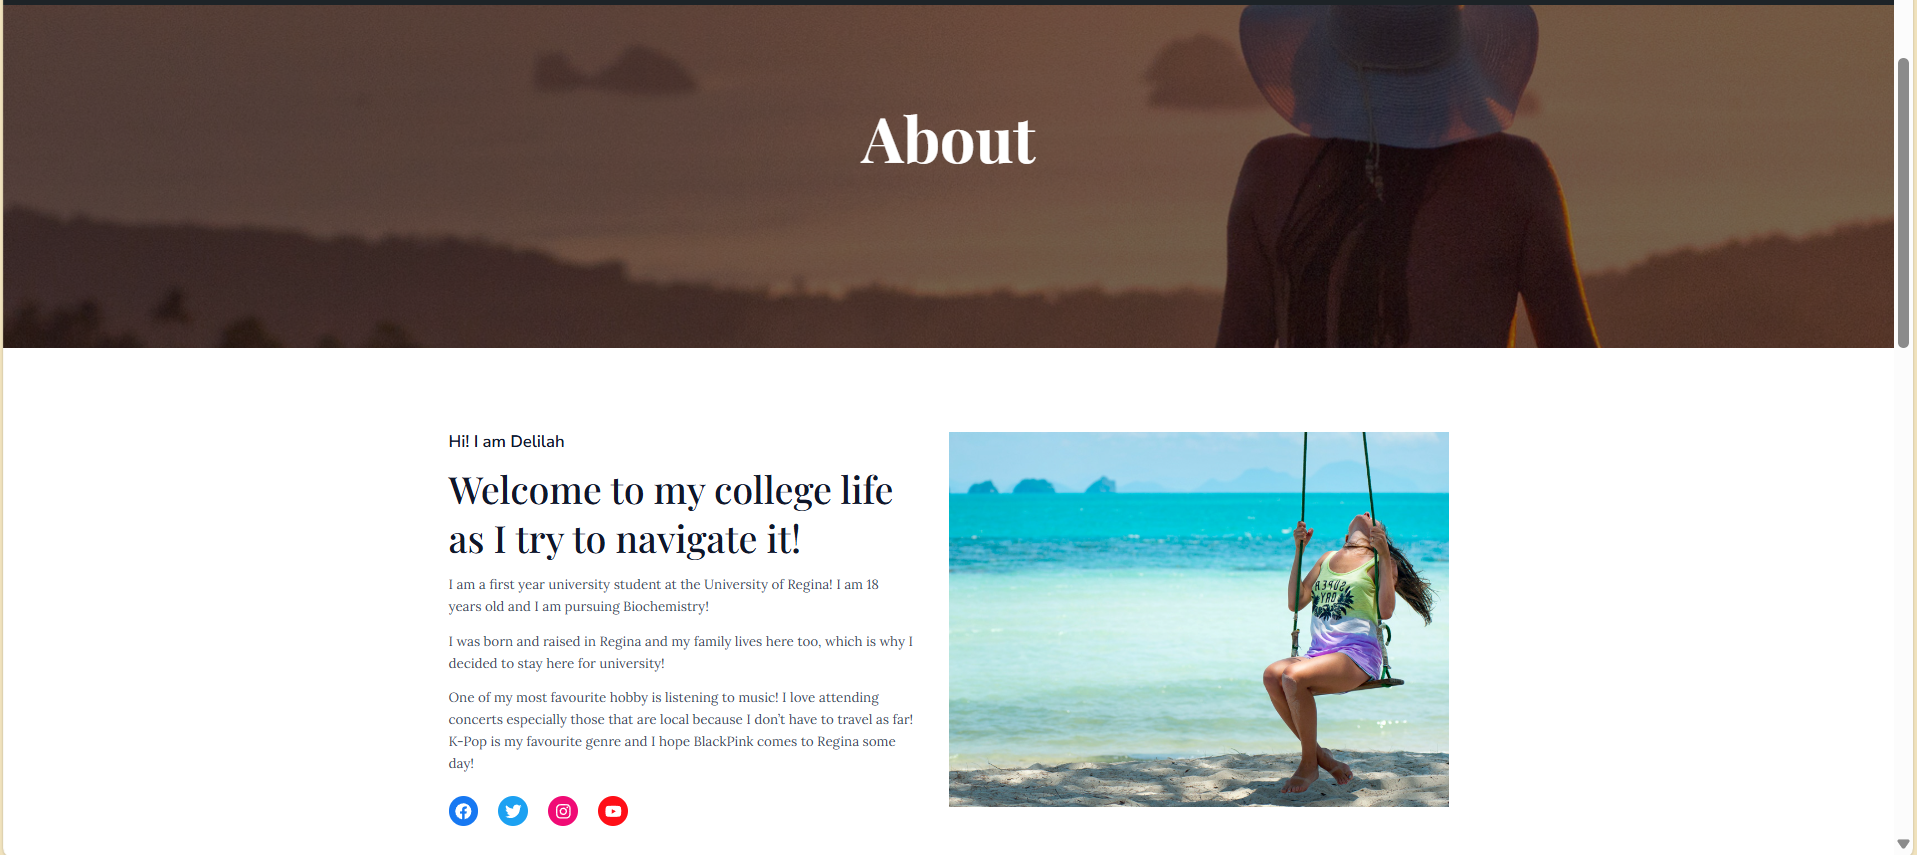 About
Hi! I am Delilah
Welcome to my college life
as I try to navigate it!
I am a first year university student at the University of Regina! I am 18
years old and I am pursuing Biochemistry!
I was born and raised in Regina and my family lives here too, which is why I
decided to stay here for university!
One of my most favourite hobby is listening to music! I love attending
concerts especially those that are local because I don't have to travel as far!
K-Pop is my favourite genre and I hope BlackPink comes to Regina some
day!
SUPER
DRY